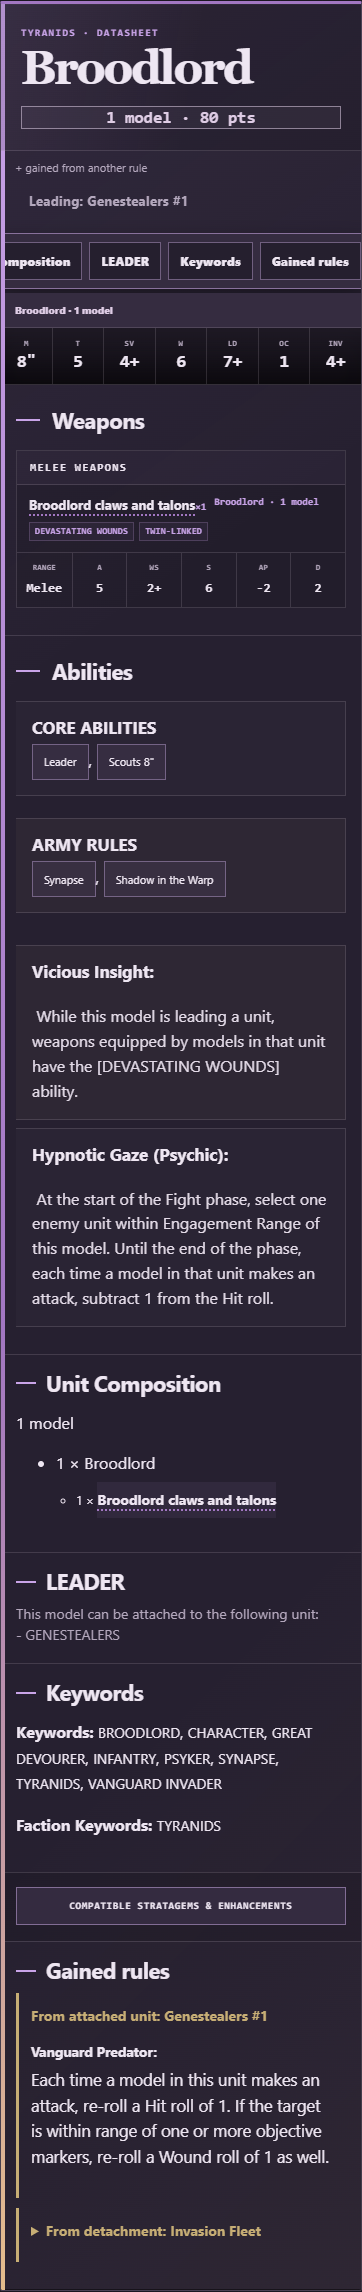 TYRANIDS · DATASHEET
Broodlord
1 model · 80 pts
+ gained from another rule
Leading: Genestealers #1
omposition LEADER Keywords Gained rules
Broodlord · 1 model
M T SV W LD OC INV
8" 5 4+ 6 7+ 1 4+
Weapons
MELEE WEAPONS
Broodlord claws and talons ×1 Broodlord · 1 model
DEVASTATING WOUNDS TWIN-LINKED
RANGE A WS S AP D
Melee 5 2+ 6 -2 2
Abilities
CORE ABILITIES
Leader, Scouts 8"
ARMY RULES
Synapse, Shadow in the Warp
Vicious Insight:
While this model is leading a unit,
weapons equipped by models in that unit
have the [DEVASTATING WOUNDS]
ability.
Hypnotic Gaze (Psychic):
At the start of the Fight phase, select one
enemy unit within Engagement Range of
this model. Until the end of the phase,
each time a model in that unit makes an
attack, subtract 1 from the Hit roll.
Unit Composition
1 model
• 1 × Broodlord
◦ 1 × Broodlord claws and talons
LEADER
This model can be attached to the following unit:
- GENESTEALERS
Keywords
Keywords: BROODLORD, CHARACTER, GREAT
DEVOURER, INFANTRY, PSYKER, SYNAPSE,
TYRANIDS, VANGUARD INVADER
Faction Keywords: TYRANIDS
COMPATIBLE STRATAGEMS & ENHANCEMENTS
Gained rules
From attached unit: Genestealers #1
Vanguard Predator:
Each time a model in this unit makes an
attack, re-roll a Hit roll of 1. If the target
is within range of one or more objective
markers, re-roll a Wound roll of 1 as well.
▶ From detachment: Invasion Fleet